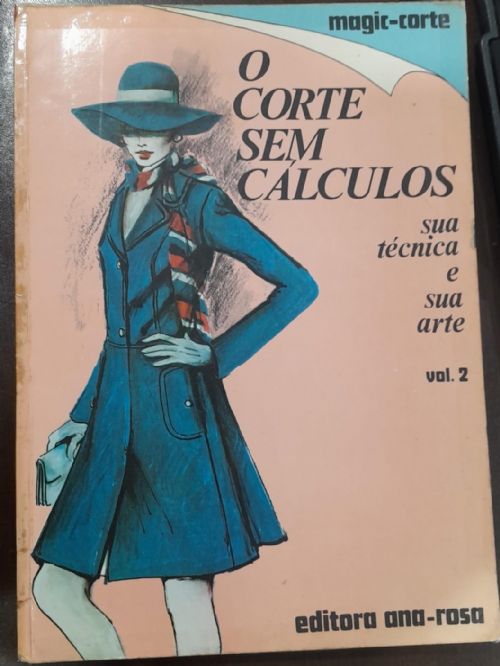 magic-corte
O
CORTE
SEM
CÁLCULOS
sua
técnica
e
sua
arte
vol. 2
editora ana-rosa